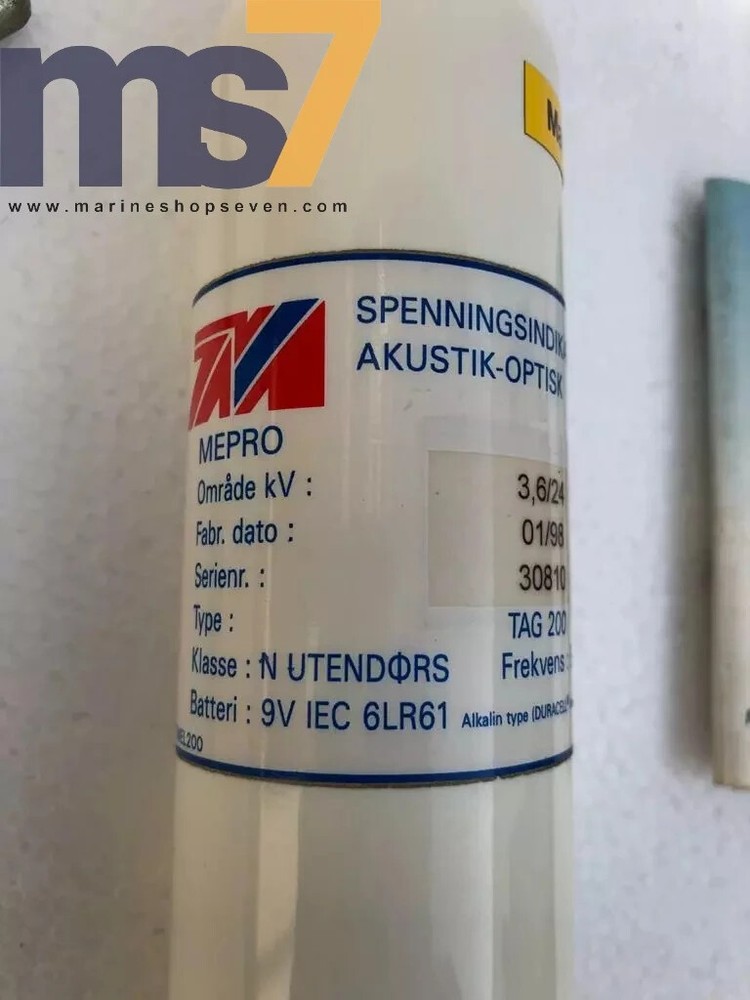 ms7
www.marineshopseven.com
SPENNINGSINDIK
AKUSTIK-OPTISK
MEPRO
Område kV : 3,6/24
Fabr. dato : 01/98
Serienr. : 30810
Type : TAG 200
Klasse : N UTENDØRS Frekvens :
Batteri : 9V IEC 6LR61 Alkalin type (DURACELL